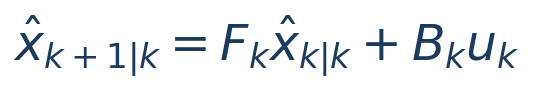 x̂ₖ₊₁|ₖ = Fₖx̂ₖ|ₖ + Bₖuₖ